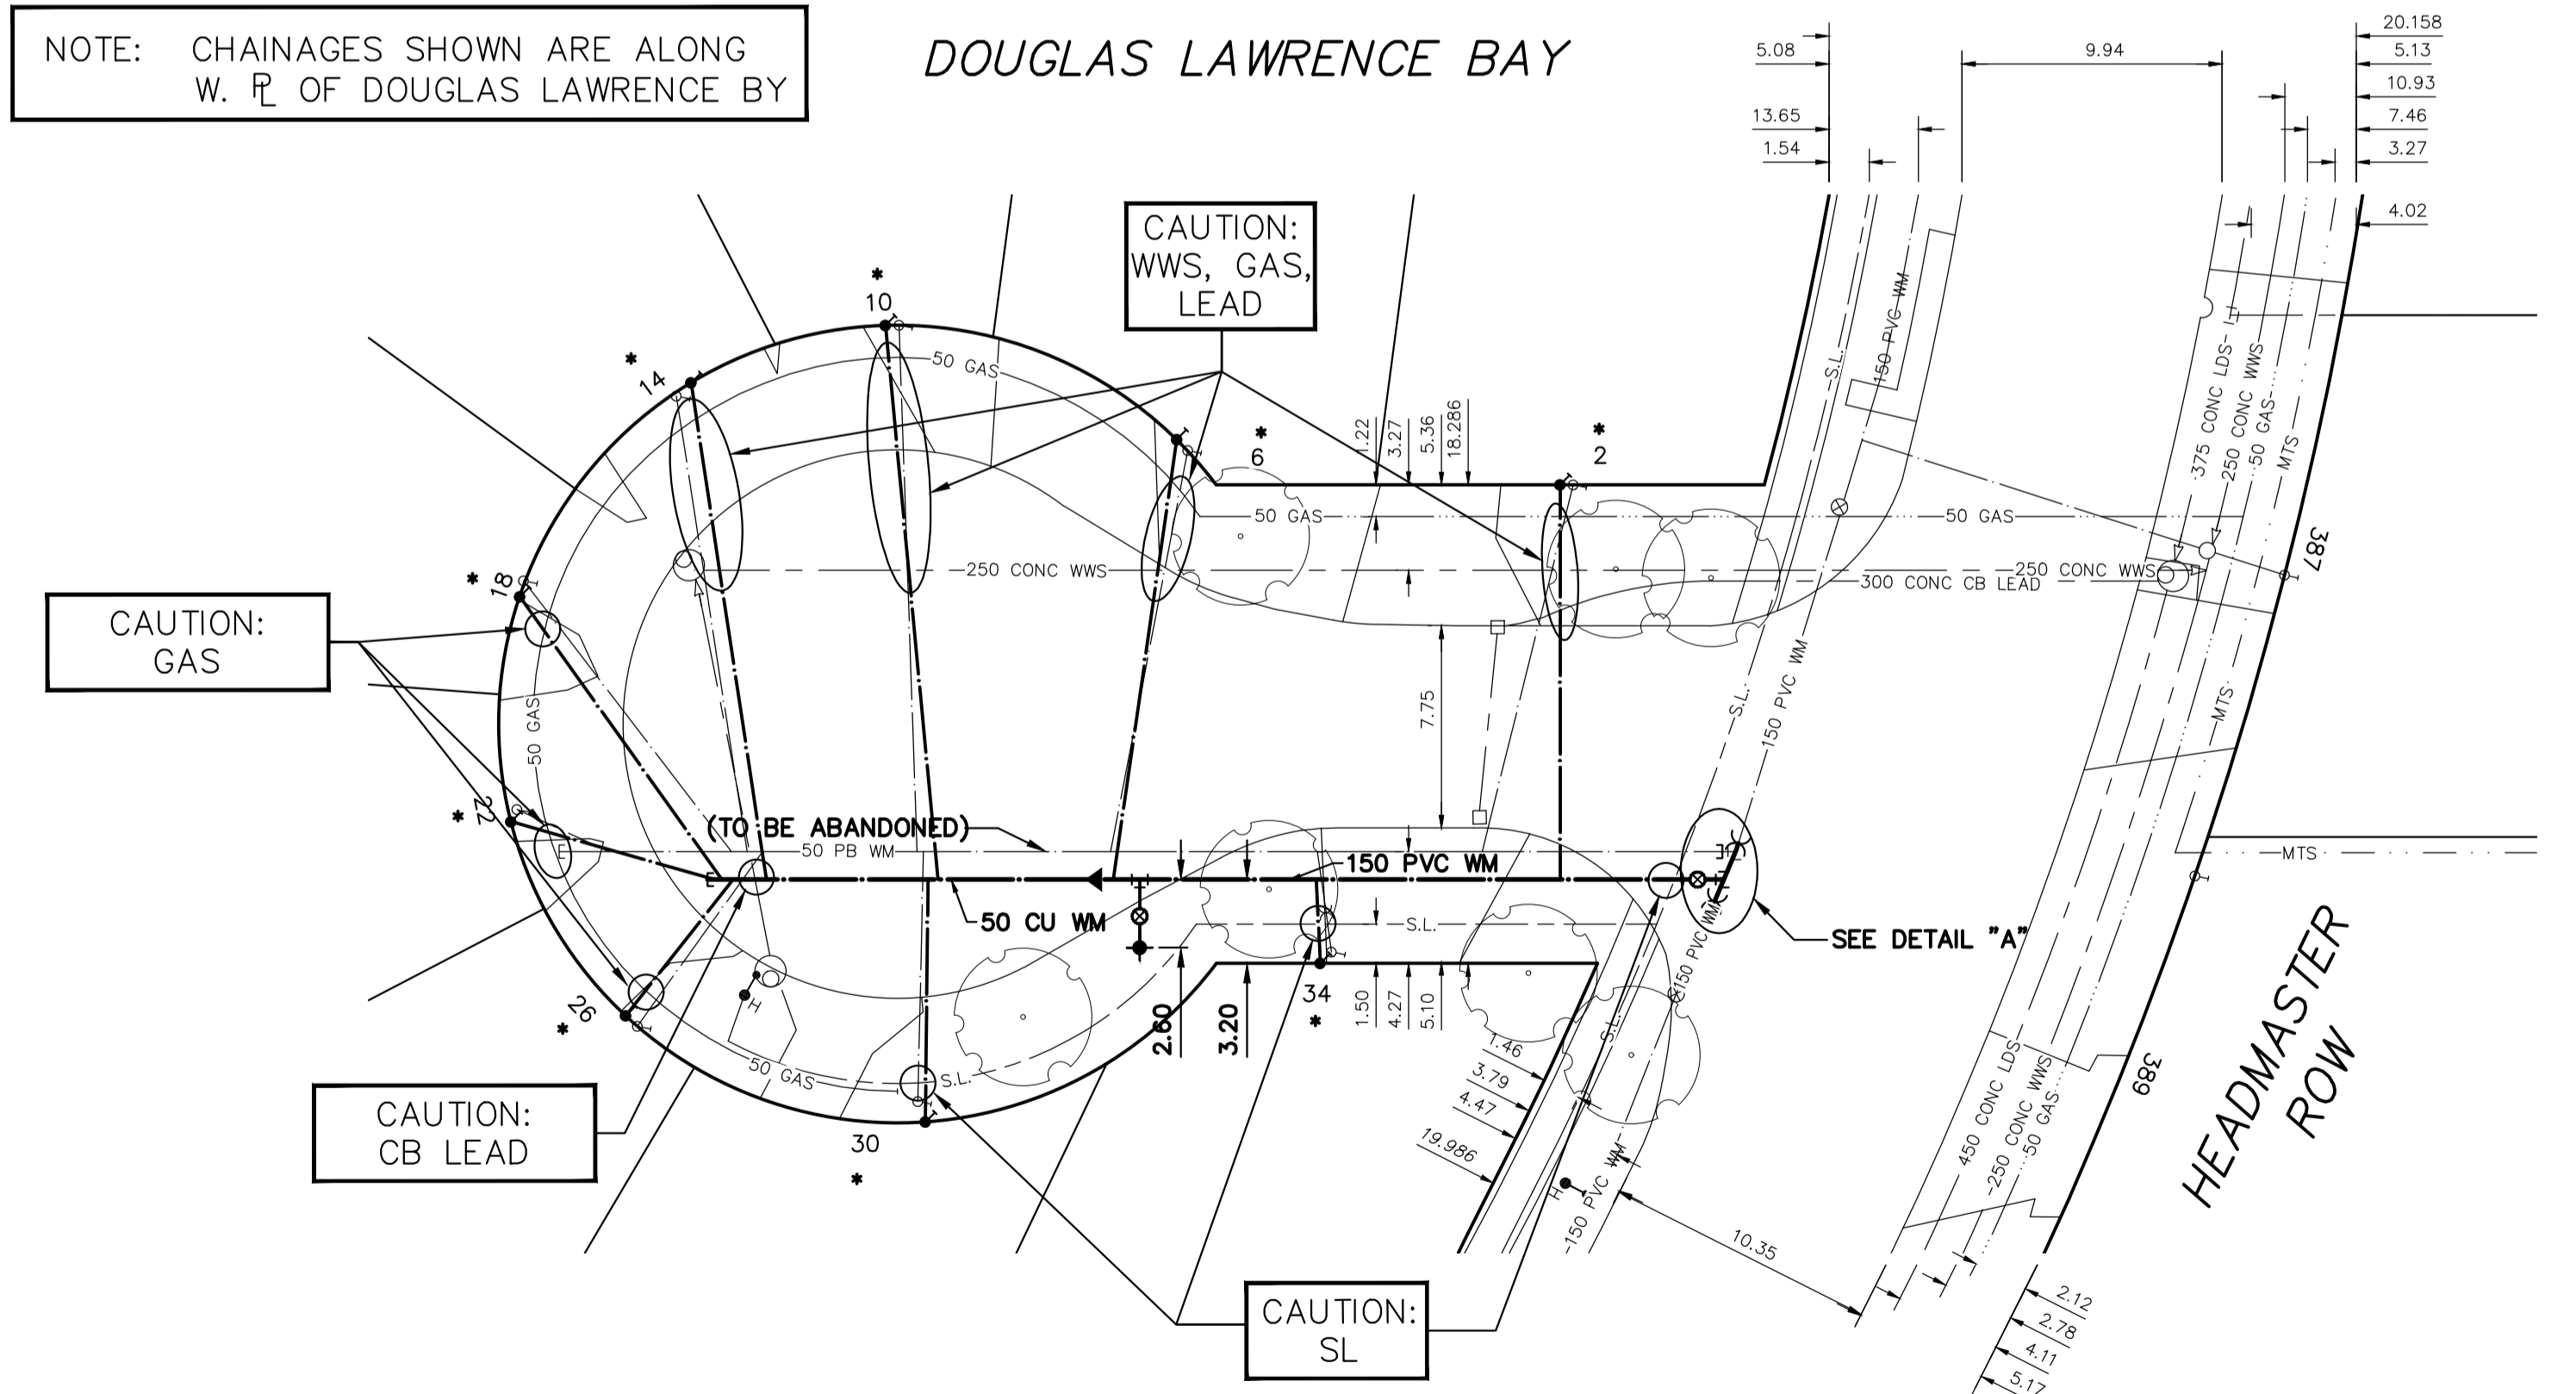 NOTE: CHAINAGES SHOWN ARE ALONG
W. ⅊ OF DOUGLAS LAWRENCE BY
DOUGLAS LAWRENCE BAY
5.08
13.65
1.54
9.94
20.158
5.13
10.93
7.46
3.27
4.02
CAUTION:
WWS, GAS,
LEAD
*
10
*
14
*
18
*
22
*
6
*
2
1.22
3.27
5.36
18.286
50 GAS
50 GAS
50 GAS
250 CONC WWS
250 CONC WWS
300 CONC CB LEAD
S.L.
150 PVC WM
375 CONC LDS
250 CONC WWS
50 GAS
MTS
387
CAUTION:
GAS
50 GAS
7.75
S.L.
150 PVC WM
MTS
(TO BE ABANDONED)
50 PB WM
150 PVC WM
MTS
50 CU WM
S.L.
150 PVC WM
SEE DETAIL "A"
26
*
H
2.60
3.20
34
*
1.50
4.27
5.10
50 GAS
S.L.
30
*
S.L.
1.46
3.79
4.47
19.986
H
150 PVC WM
10.35
450 CONC LDS
250 CONC WWS
50 GAS
389
HEADMASTER
ROW
CAUTION:
CB LEAD
CAUTION:
SL
2.12
2.78
4.11
5.17